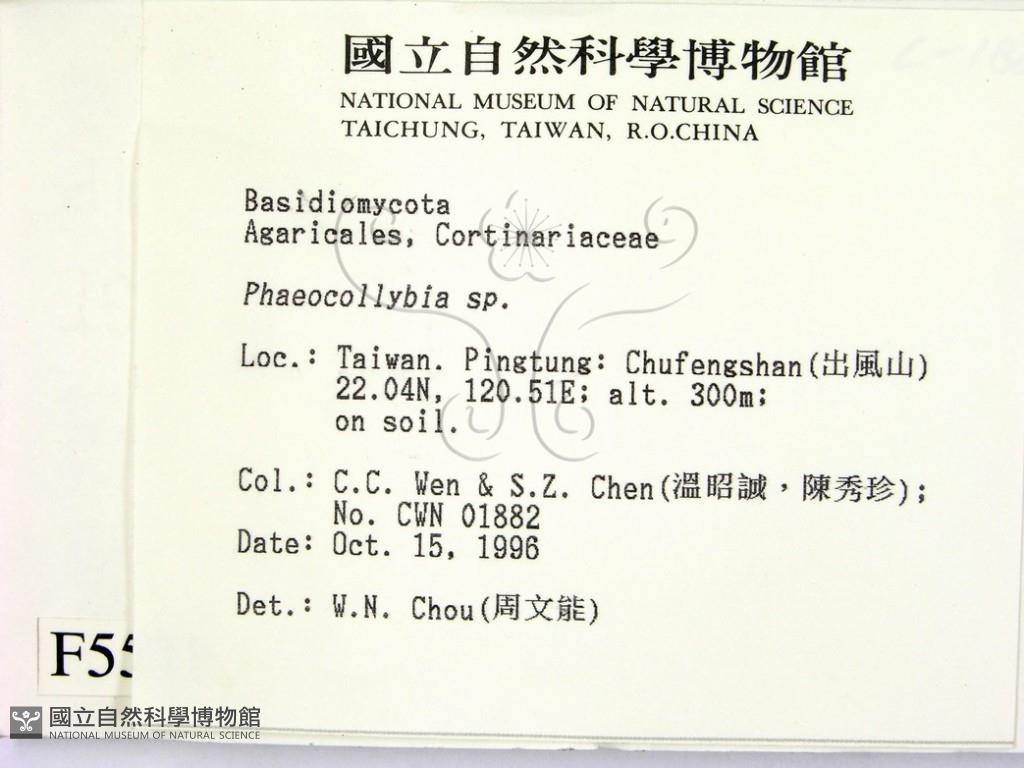 國立自然科學博物館
NATIONAL MUSEUM OF NATURAL SCIENCE
TAICHUNG, TAIWAN, R.O.CHINA
Basidiomycota
Agaricales, Cortinariaceae
Phaeocollybia sp.
Loc.: Taiwan. Pingtung: Chufengshan(出風山)
22.04N, 120.51E; alt. 300m;
on soil.
Col.: C.C. Wen & S.Z. Chen(溫昭誠，陳秀珍);
No. CWN 01882
Date: Oct. 15, 1996
Det.: W.N. Chou(周文能)
F55
國立自然科學博物館
NATIONAL MUSEUM OF NATURAL SCIENCE